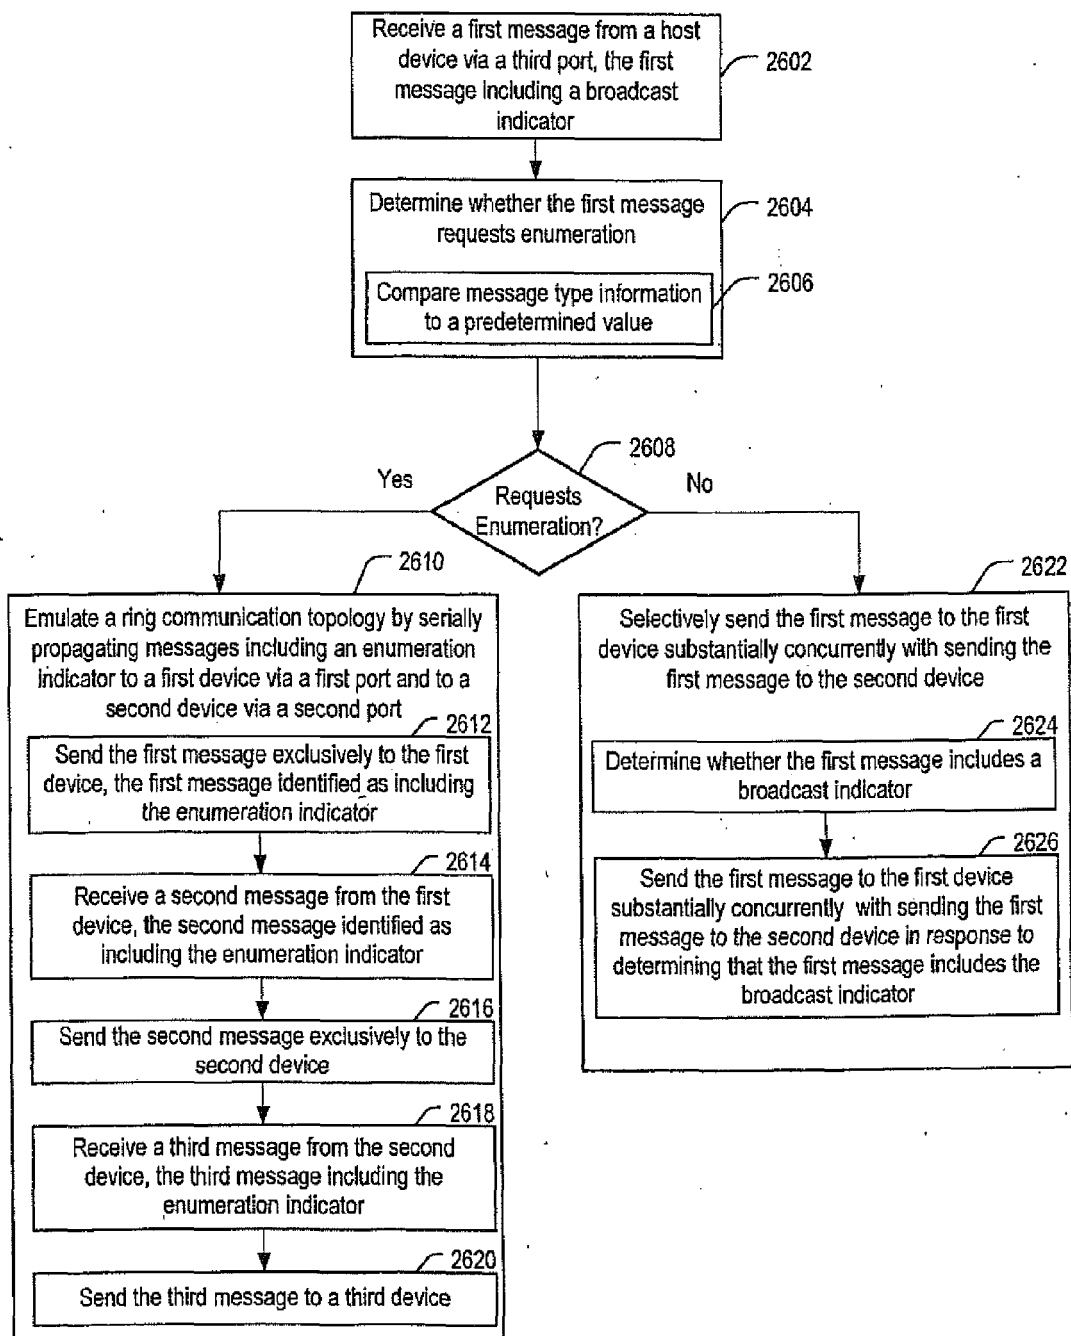 Receive a first message from a host
device via a third port, the first
message including a broadcast
indicator
2602
Determine whether the first message
requests enumeration
2604
Compare message type information
to a predetermined value
2606
2608
Yes
Requests
Enumeration?
No
2610
Emulate a ring communication topology by serially
propagating messages including an enumeration
indicator to a first device via a first port and to a
second device via a second port
2612
Send the first message exclusively to the first
device, the first message identified as including
the enumeration indicator
2614
Receive a second message from the first
device, the second message identified as
including the enumeration indicator
2616
Send the second message exclusively to the
second device
2618
Receive a third message from the second
device, the third message including the
enumeration indicator
2620
Send the third message to a third device
2622
Selectively send the first message to the first
device substantially concurrently with sending the
first message to the second device
2624
Determine whether the first message includes a
broadcast indicator
2626
Send the first message to the first device
substantially concurrently with sending the first
message to the second device in response to
determining that the first message includes the
broadcast indicator